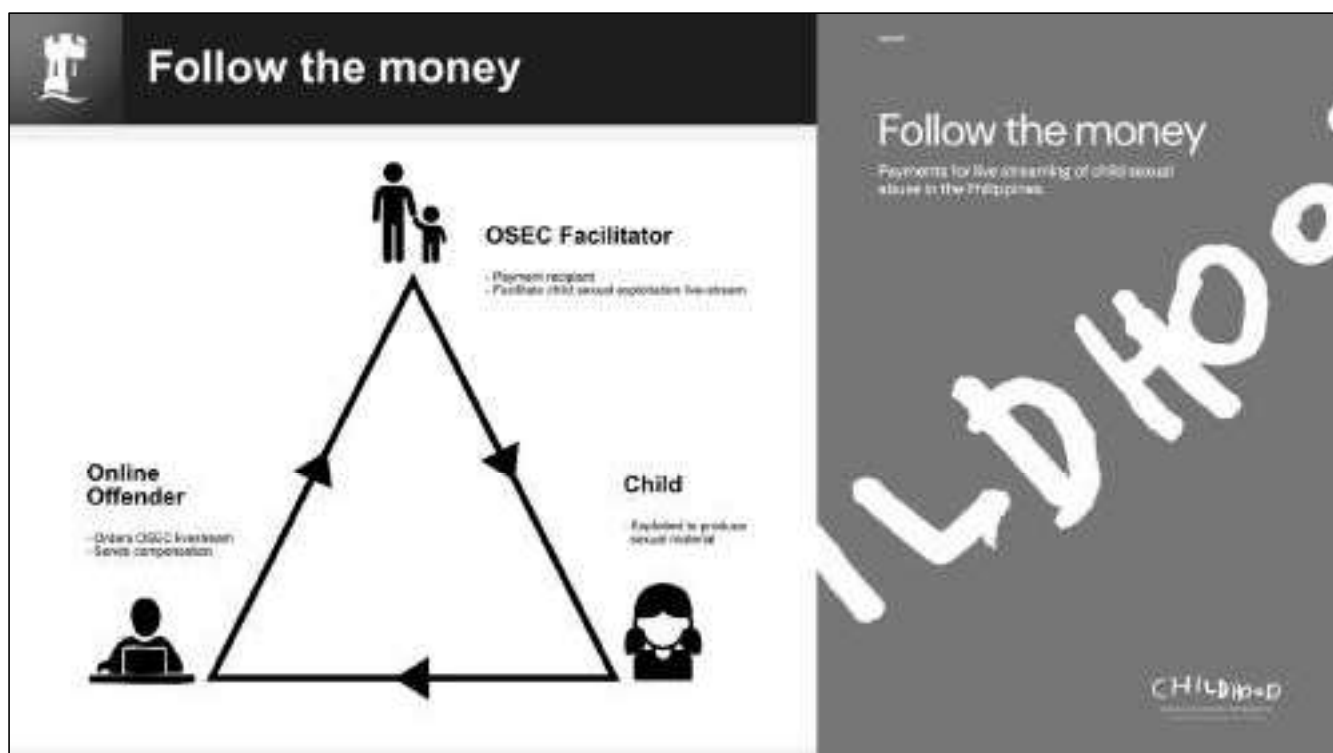 Follow the money
OSEC Facilitator
- Payment recipient
- Facilitate child sexual exploitation live-stream
Online
Offender
- Orders OSEC livestream
- Sends compensation
Child
- Exploited to produce
sexual material
Follow the money
Payments for live streaming of child sexual
abuse in the Philippines
ILDHOO
CHILDHOOD